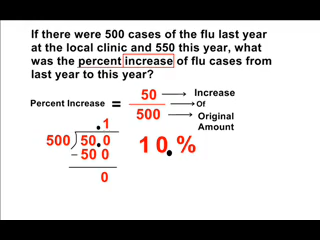 If there were 500 cases of the flu last year
at the local clinic and 550 this year, what
was the percent increase of flu cases from
last year to this year?
Percent Increase = 50 / 500 Increase Of Original Amount
.1
500 50.0
- 50 0
0
10.%